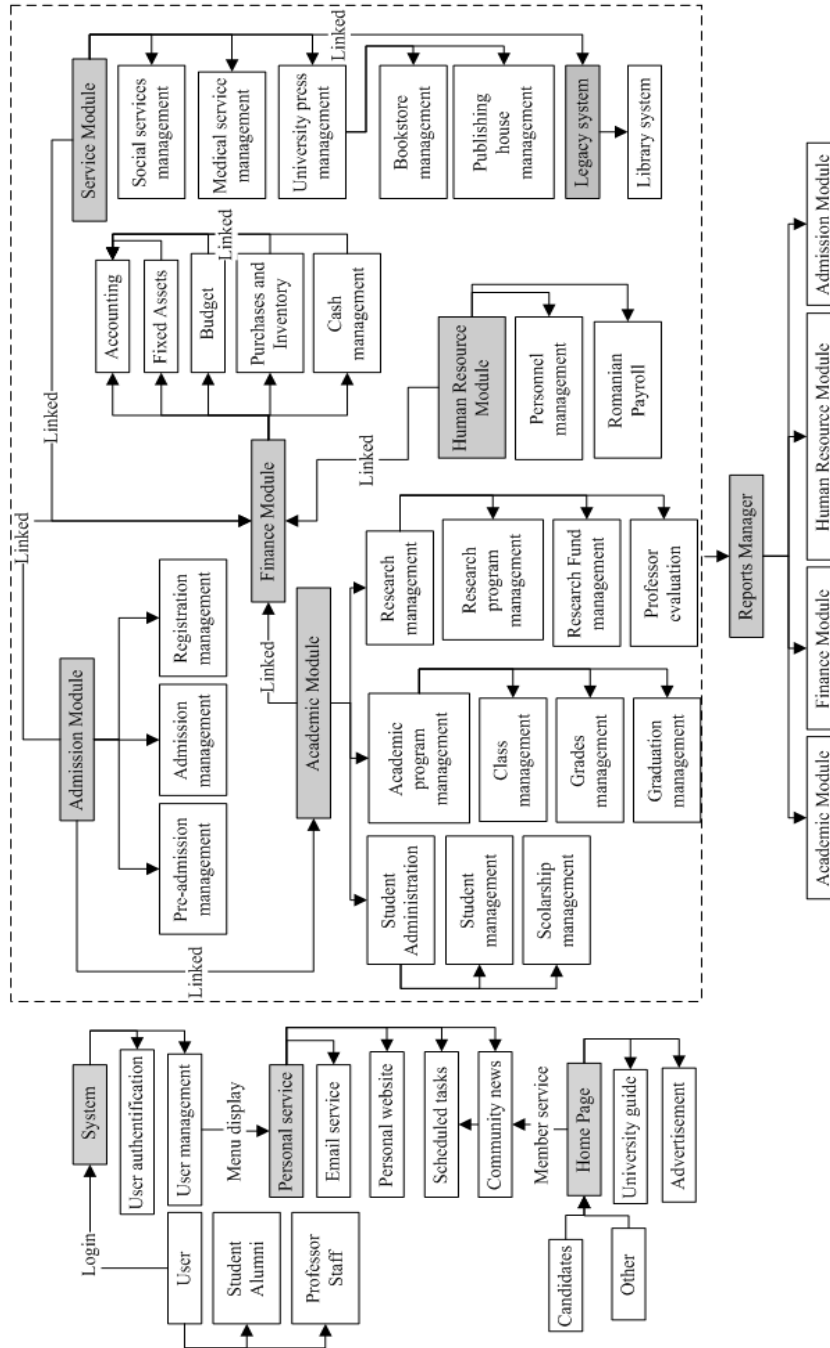 Login
System
User authentification
User management
Menu display
User
Student
Alumni
Professor
Staff
Personal service
Email service
Personal website
Scheduled tasks
Community news
Member service
Home Page
University guide
Advertisement
Candidates
Other
Linked
Admission Module
Pre-admission
management
Admission
management
Registration
management
Linked
Linked
Service Module
Social services
management
Medical service
management
University press
management
Linked
Bookstore
management
Publishing
house
management
Legacy system
Library system
Accounting
Fixed Assets
Budget
Purchases and
Inventory
Cash
management
Linked
Finance Module
Linked
Linked
Human Resource
Module
Personnel
management
Romanian
Payroll
Academic Module
Student
Administration
Student
management
Scolarship
management
Academic
program
management
Class
management
Grades
management
Graduation
management
Research
management
Research
program
management
Research Fund
management
Professor
evaluation
Reports Manager
Academic Module
Finance Module
Human Resource Module
Admission Module